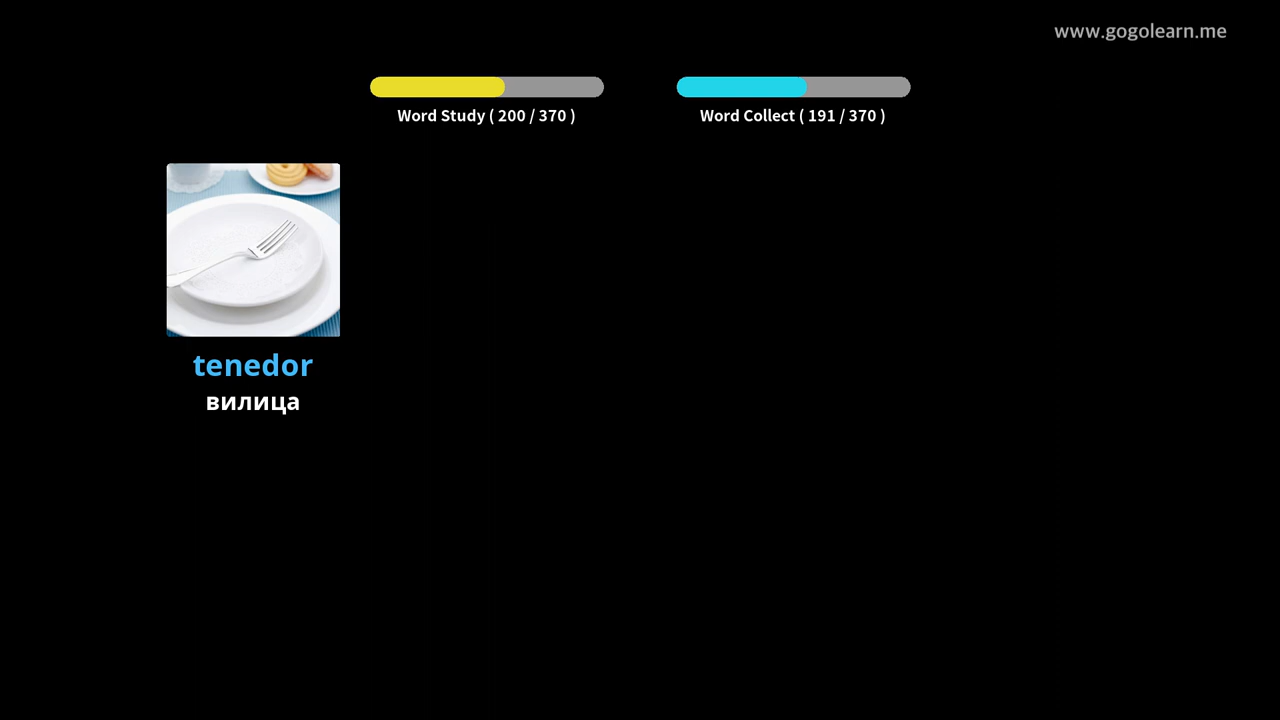 www.gogolearn.me
Word Study ( 200 / 370 )
Word Collect ( 191 / 370 )
tenedor
вилица